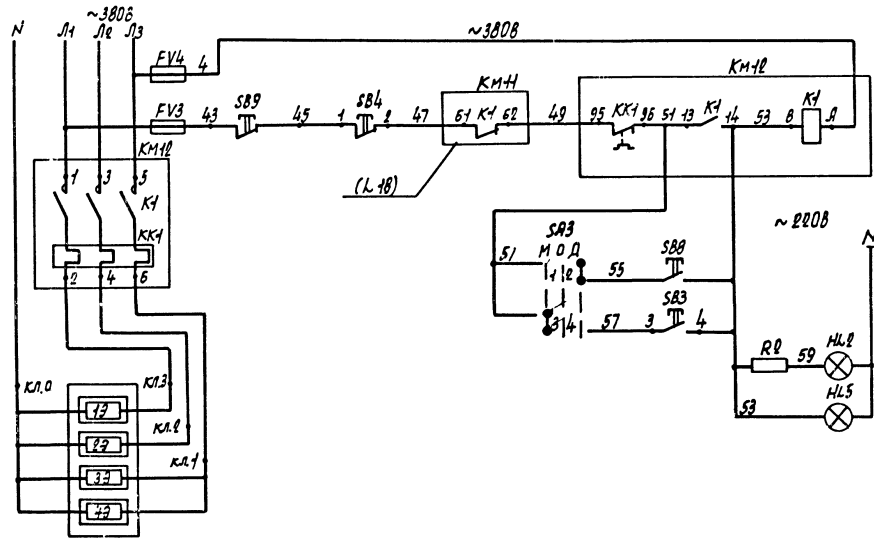 ~380В
N Л1 Л2 Л3
FV4 4
~380В
FV3 43 SB9 45 1 SB4 2 47
КМ11
61 К1 62
49
КМ12
95 КК1 96 51 13 К1 14 53 В К1 А
(L 18)
КМ12
1 3 5
К1
КК1
2 4 6
SA3
М О Д
51
1 2
55 SB8
3 4
57 3 SB3 4
~220В
N
R2 59 HL2
53 HL5
КЛ.0
КЛ.3
КЛ.2
КЛ.1
1Э
2Э
3Э
4Э